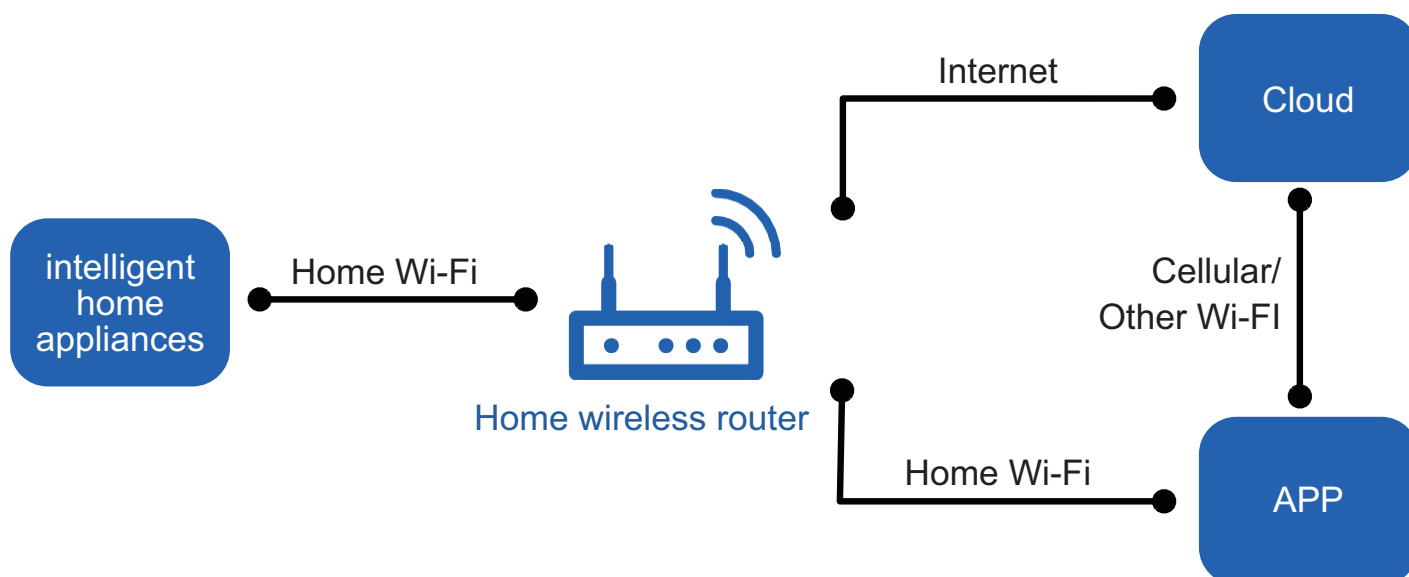 Internet
Cloud
intelligent
home
appliances
Home Wi-Fi
Cellular/
Other Wi-FI
Home wireless router
Home Wi-Fi
APP